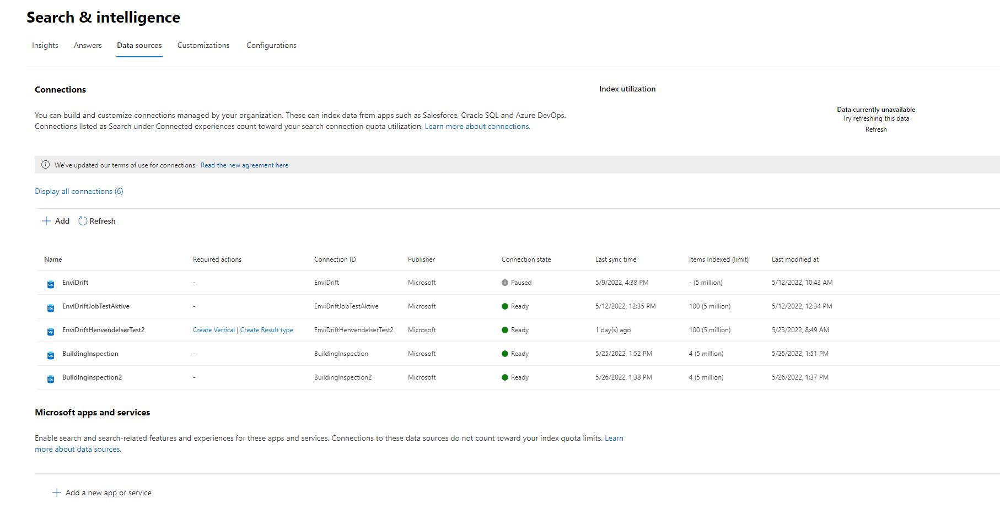 Search & intelligence
Insights Answers Data sources Customizations Configurations
Connections
Index utilization
You can build and customize connections managed by your organization. These can index data from apps such as Salesforce, Oracle SQL and Azure DevOps.
Connections listed as Search under Connected experiences count toward your search connection quota utilization. Learn more about connections.
Data currently unavailable
Try refreshing this data
Refresh
We've updated our terms of use for connections. Read the new agreement here
Display all connections (6)
Add Refresh
Name Required actions Connection ID Publisher Connection state Last sync time Items Indexed (limit) Last modified at
SQL EnviDrift - EnviDrift Microsoft Paused 5/9/2022, 4:38 PM - (5 million) 5/12/2022, 10:43 AM
SQL EnviDriftJobTestAktive - EnviDriftJobTestAktive Microsoft Ready 5/12/2022, 12:35 PM 100 (5 million) 5/12/2022, 12:34 PM
SQL EnviDriftHenvendelserTest2 Create Vertical | Create Result type EnviDriftHenvendelserTest2 Microsoft Ready 1 day(s) ago 100 (5 million) 5/23/2022, 8:49 AM
SQL BuildingInspection - BuildingInspection Microsoft Ready 5/25/2022, 1:52 PM 4 (5 million) 5/25/2022, 1:51 PM
SQL BuildingInspection2 - BuildingInspection2 Microsoft Ready 5/26/2022, 1:38 PM 4 (5 million) 5/26/2022, 1:37 PM
Microsoft apps and services
Enable search and search-related features and experiences for these apps and services. Connections to these data sources do not count toward your index quota limits. Learn
more about data sources.
Add a new app or service